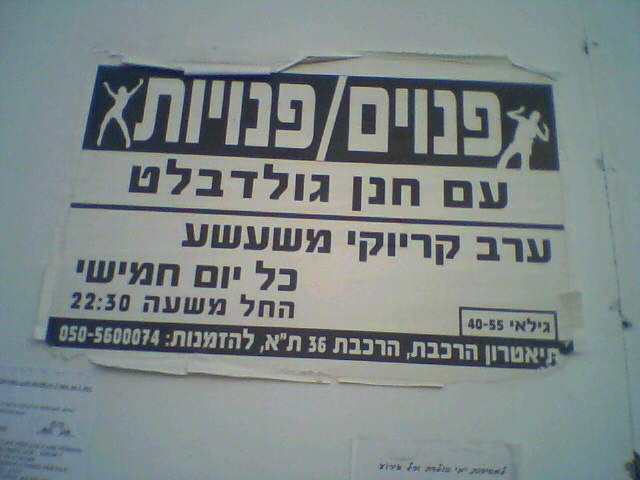 פנוים/פנויות
עם חנן גולדבלט
ערב קריוקי משעשע
כל יום חמישי
החל משעה 22:30
גילאי 40-55
תיאטרון הרכבת, הרכבת 36 ת"א, להזמנות: 050-5600074